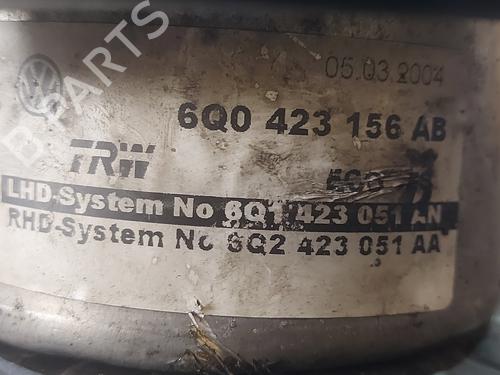 05.03.2004
6Q0 423 156 AB
TRW
LHD-System No 6Q1 423 051 AN
RHD-System No 6Q2 423 051 AA
B PARTS